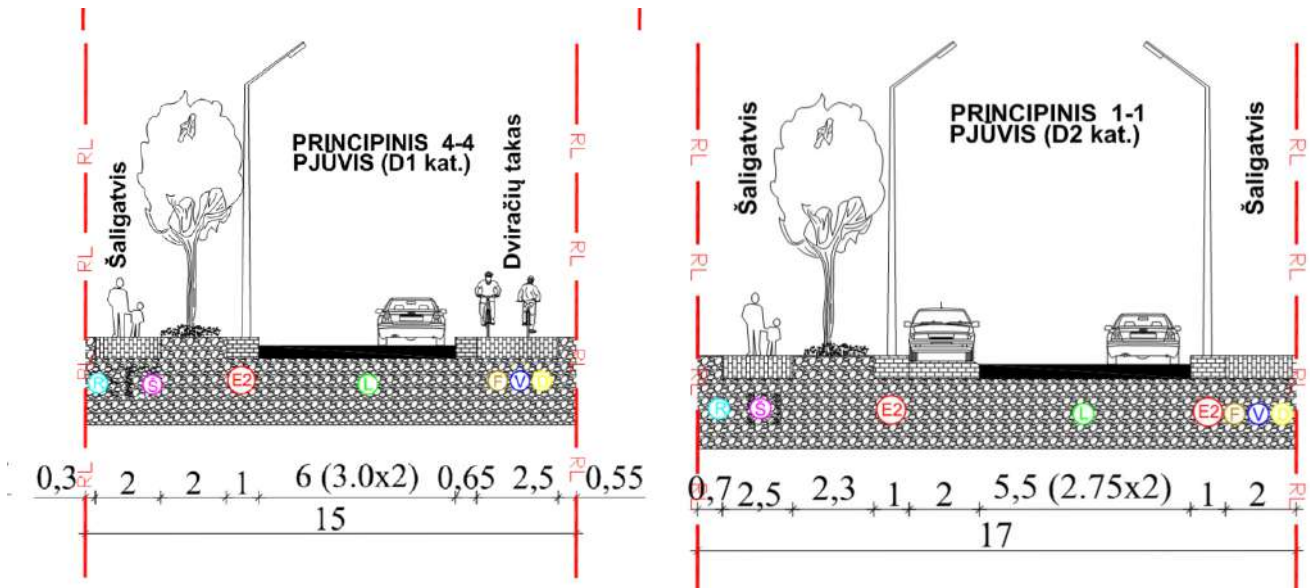 PRINCIPINIS 4-4
PJŪVIS (D1 kat.)
Šaligatvis
Dviračių takas
RL
RL
RL
RL
RL
RL
RL
RL
R
Š
E2
L
F
V
D
0,3
2
2
1
6 (3.0x2)
0,65
2,5
0,55
15
PRINCIPINIS 1-1
PJŪVIS (D2 kat.)
Šaligatvis
Šaligatvis
RL
RL
RL
RL
RL
RL
RL
RL
R
Š
E2
L
E2
F
V
D
0,7
2,5
2,3
1
2
5,5 (2.75x2)
1
2
17